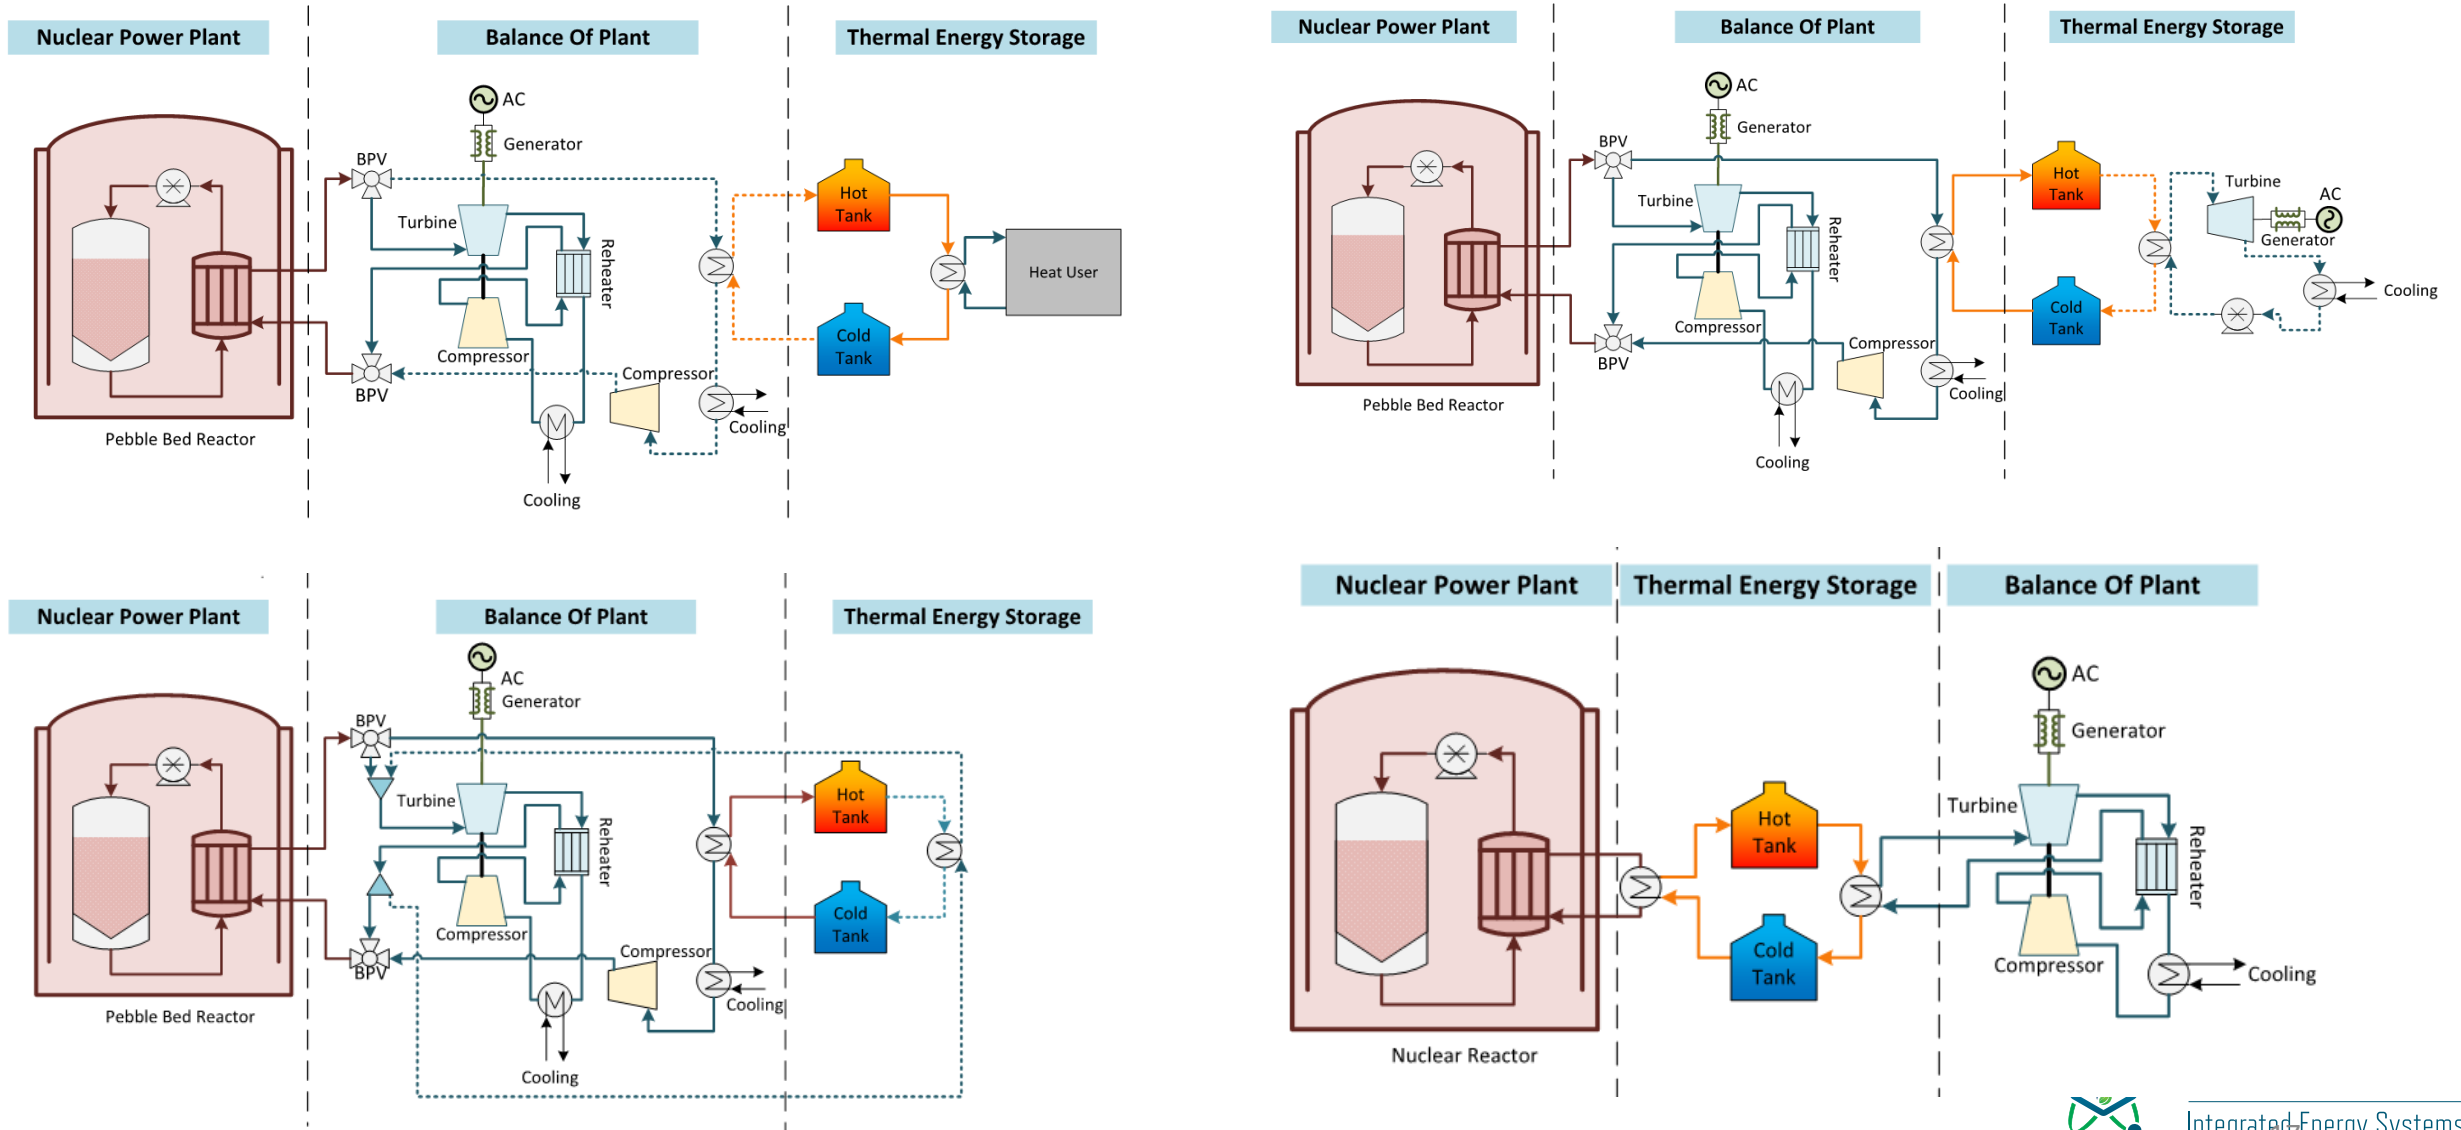 Nuclear Power Plant
Balance Of Plant
Thermal Energy Storage
AC
Generator
BPV
Turbine
Reheater
Hot
Tank
Heat User
Cold
Tank
Compressor
Compressor
BPV
Cooling
Pebble Bed Reactor
Cooling
Nuclear Power Plant
Balance Of Plant
Thermal Energy Storage
AC
Generator
BPV
Turbine
Reheater
Hot
Tank
Turbine
AC
Generator
Cooling
Cold
Tank
Compressor
Compressor
BPV
Cooling
Pebble Bed Reactor
Cooling
Nuclear Power Plant
Balance Of Plant
Thermal Energy Storage
AC
Generator
BPV
Turbine
Reheater
Hot
Tank
Cold
Tank
Compressor
Compressor
BPV
Cooling
Pebble Bed Reactor
Cooling
Nuclear Power Plant
Thermal Energy Storage
Balance Of Plant
AC
Generator
Turbine
Reheater
Hot
Tank
Cold
Tank
Compressor
Cooling
Nuclear Reactor
Integrated Energy Systems